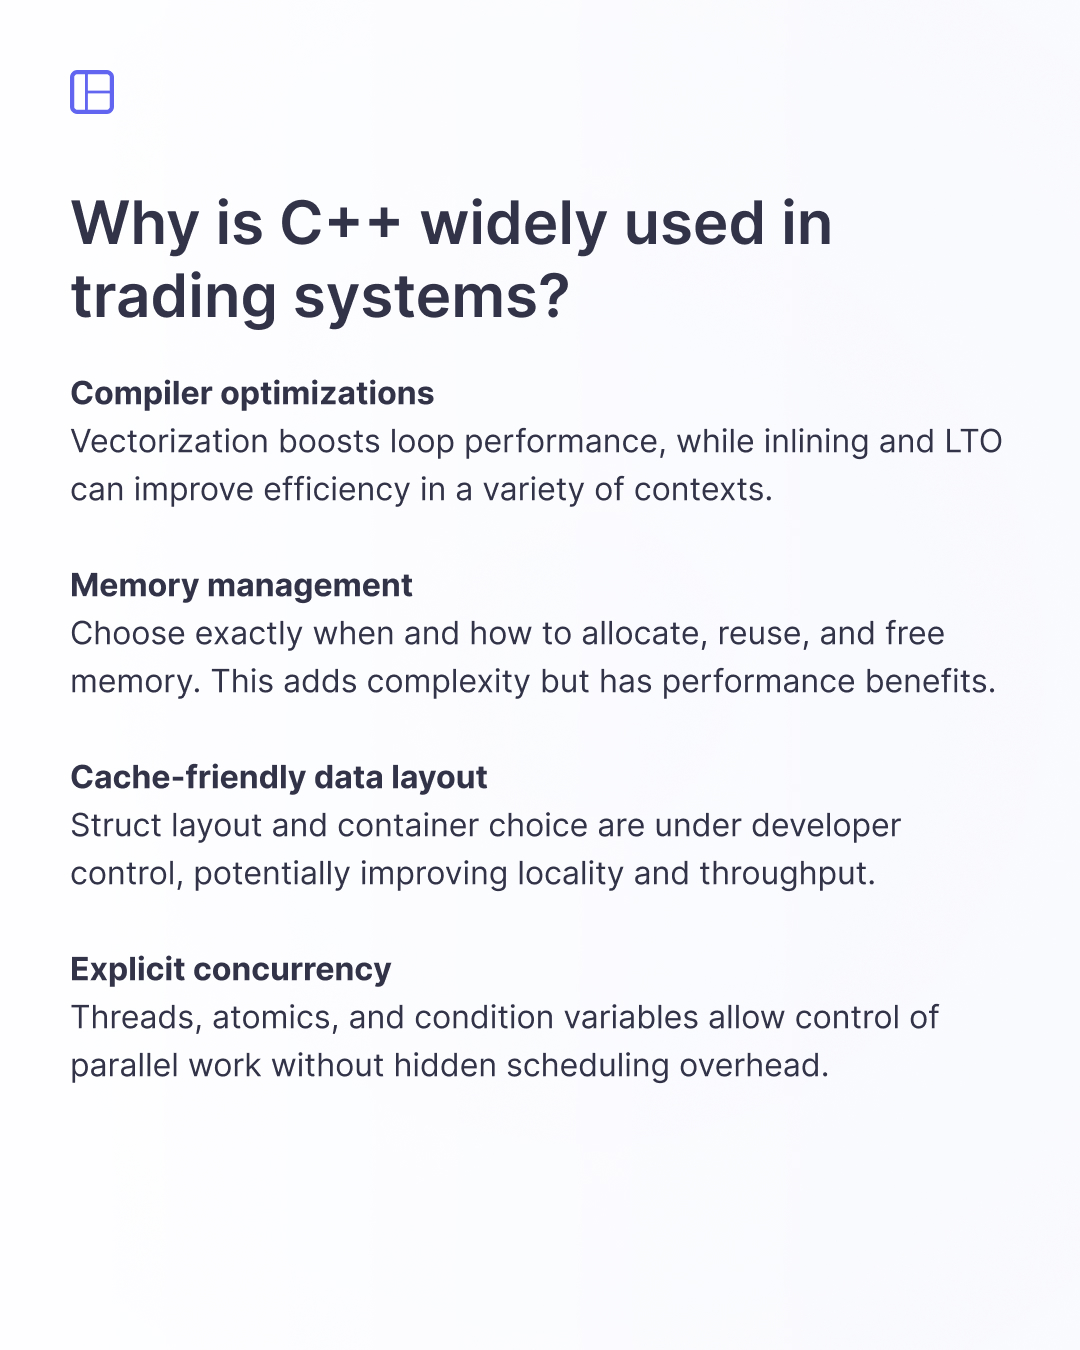 Why is C++ widely used in
trading systems?
Compiler optimizations
Vectorization boosts loop performance, while inlining and LTO
can improve efficiency in a variety of contexts.
Memory management
Choose exactly when and how to allocate, reuse, and free
memory. This adds complexity but has performance benefits.
Cache-friendly data layout
Struct layout and container choice are under developer
control, potentially improving locality and throughput.
Explicit concurrency
Threads, atomics, and condition variables allow control of
parallel work without hidden scheduling overhead.